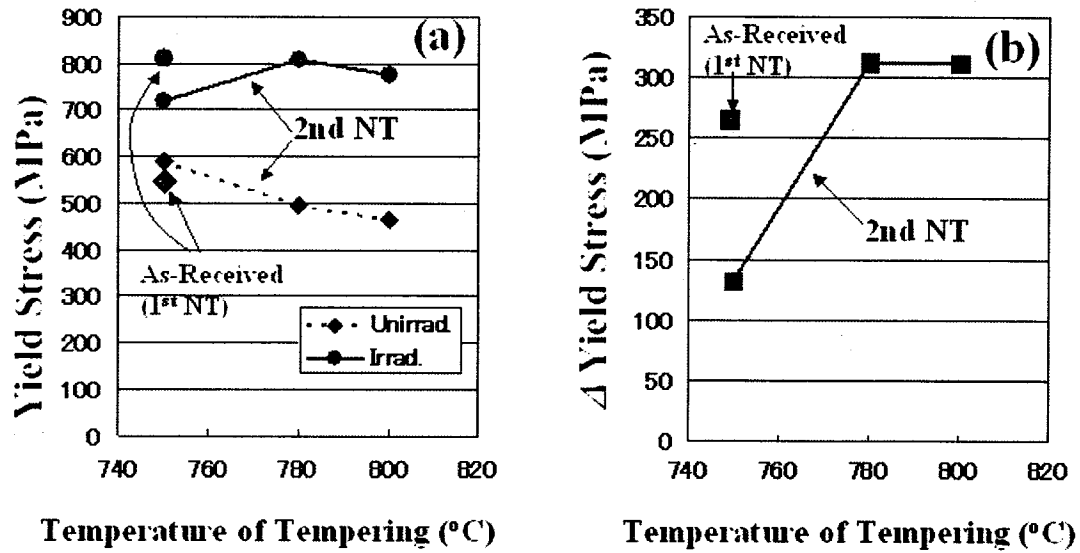 900
800
700
600
500
400
300
200
100
0
740
760
780
800
820
(a)
2nd NT
As-Received
(1st NT)
Unirrad.
Irrad.
Yield Stress (MPa)
Temperature of Tempering (°C)
350
300
250
200
150
100
50
0
740
760
780
800
820
(b)
As-Received
(1st NT)
2nd NT
Δ Yield Stress (MPa)
Temperature of Tempering (°C)